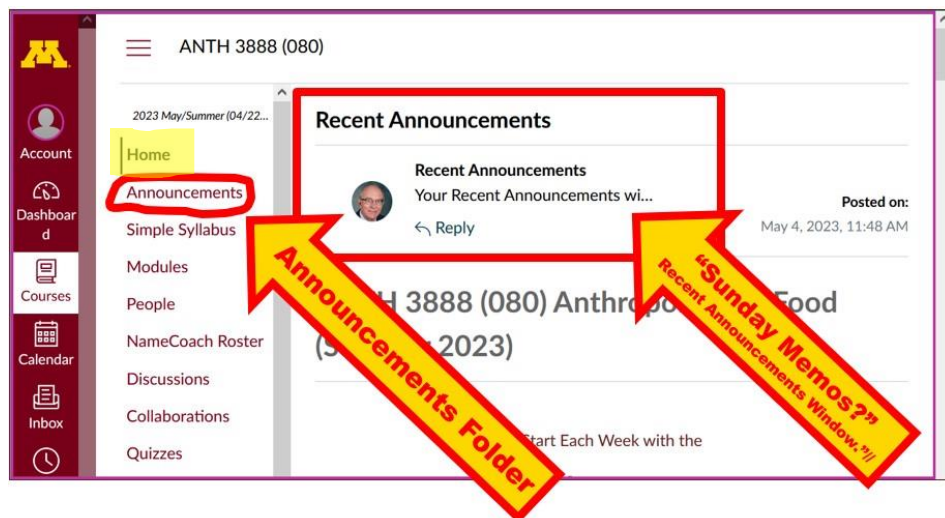 M
ANTH 3888 (080)
Account
Dashboar
d
Courses
Calendar
Inbox
2023 May/Summer (04/22...
Home
Announcements
Simple Syllabus
Modules
People
NameCoach Roster
Discussions
Collaborations
Quizzes
Recent Announcements
Recent Announcements
Your Recent Announcements wi...
Reply
Posted on:
May 4, 2023, 11:48 AM
3888 (080) Food
2023)
Start Each Week with the
Announcements Folder
"Sunday Memos?"
Recent Announcements Window."//